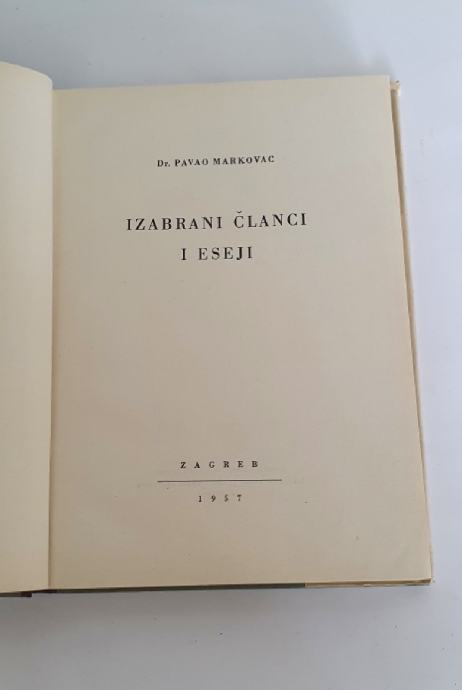 Dr. PAVAO MARKOVAC
IZABRANI ČLANCI
I ESEJI
ZAGREB
1957